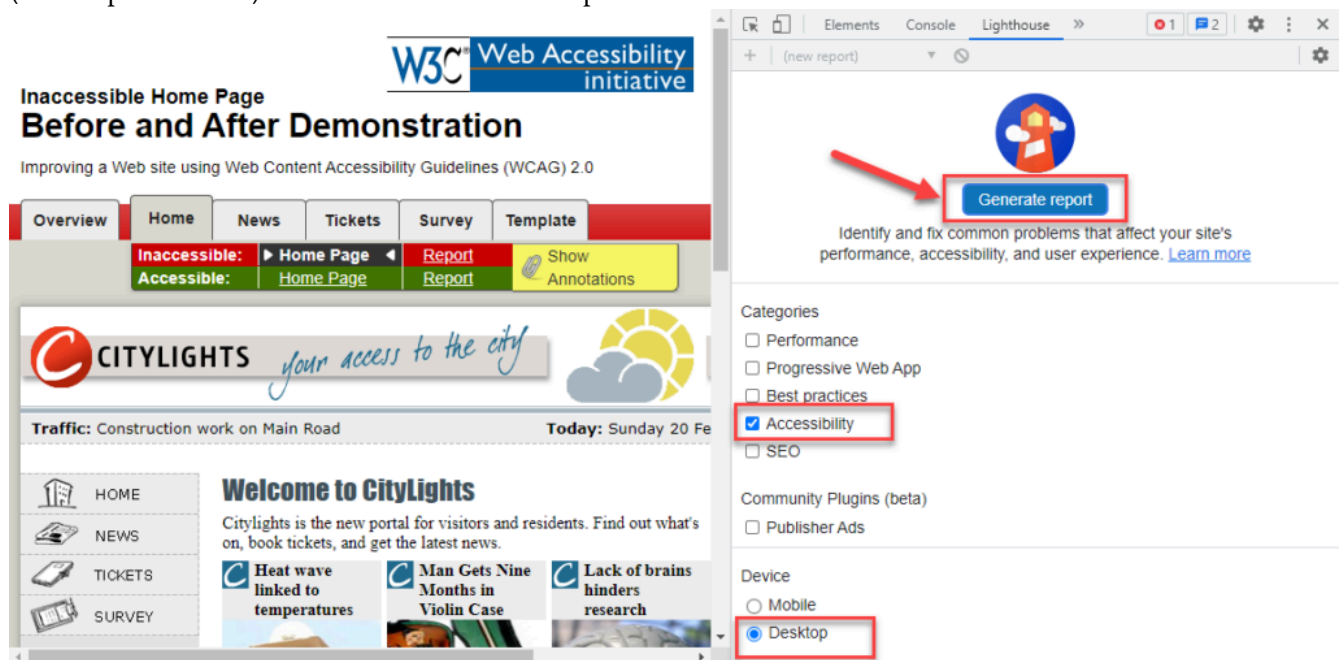 W3C® Web Accessibility
initiative
Inaccessible Home Page
Before and After Demonstration
Improving a Web site using Web Content Accessibility Guidelines (WCAG) 2.0
Overview Home News Tickets Survey Template
Inaccessible: Home Page Report Show
Accessible: Home Page Report Annotations
CITYLIGHTS your access to the city
Traffic: Construction work on Main Road Today: Sunday 20 Fe
HOME
NEWS
TICKETS
SURVEY
Welcome to CityLights
Citylights is the new portal for visitors and residents. Find out what's
on, book tickets, and get the latest news.
Heat wave
linked to
temperatures
Man Gets Nine
Months in
Violin Case
Lack of brains
hinders
research
Elements Console Lighthouse » 1 2
+ (new report)
Generate report
Identify and fix common problems that affect your site's
performance, accessibility, and user experience. Learn more
Categories
Performance
Progressive Web App
Best practices
Accessibility
SEO
Community Plugins (beta)
Publisher Ads
Device
Mobile
Desktop